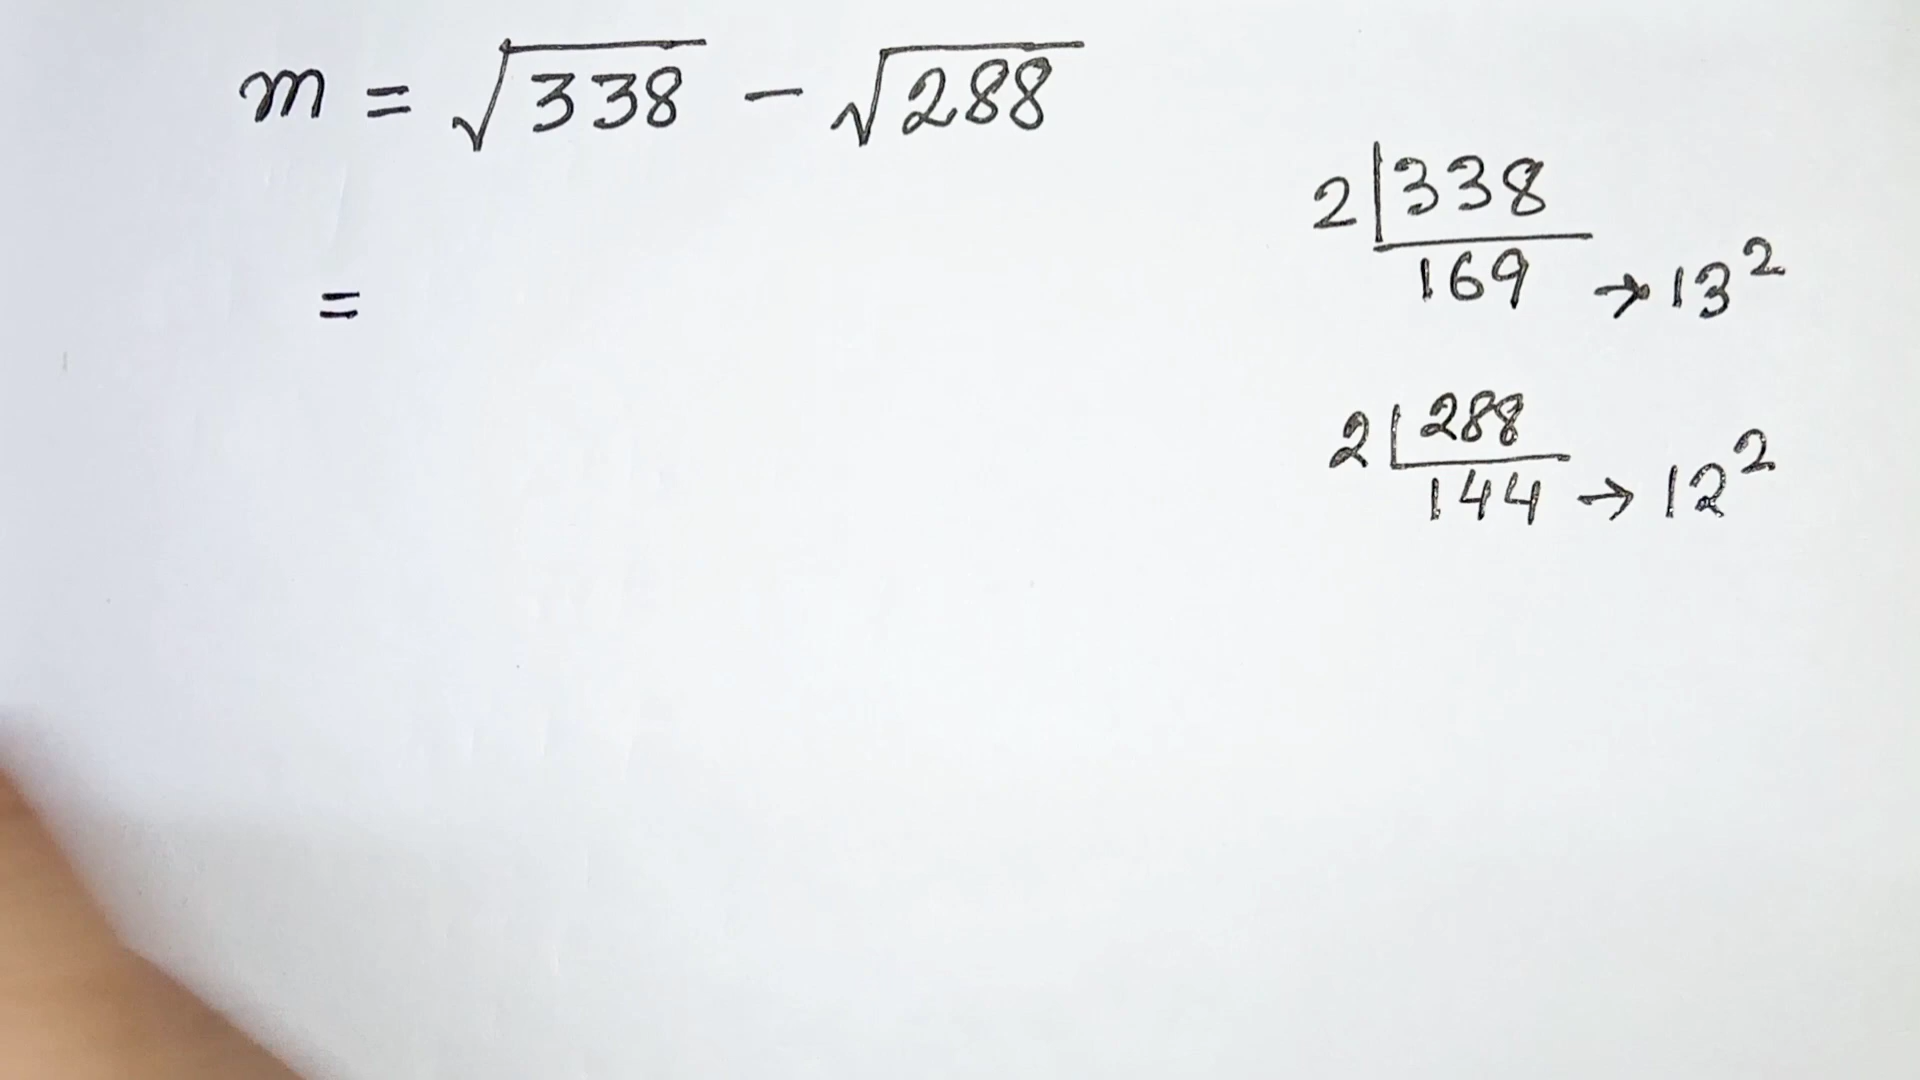 m = √338 - √288
=
2 | 338
169 → 13²
2 | 288
144 → 12²